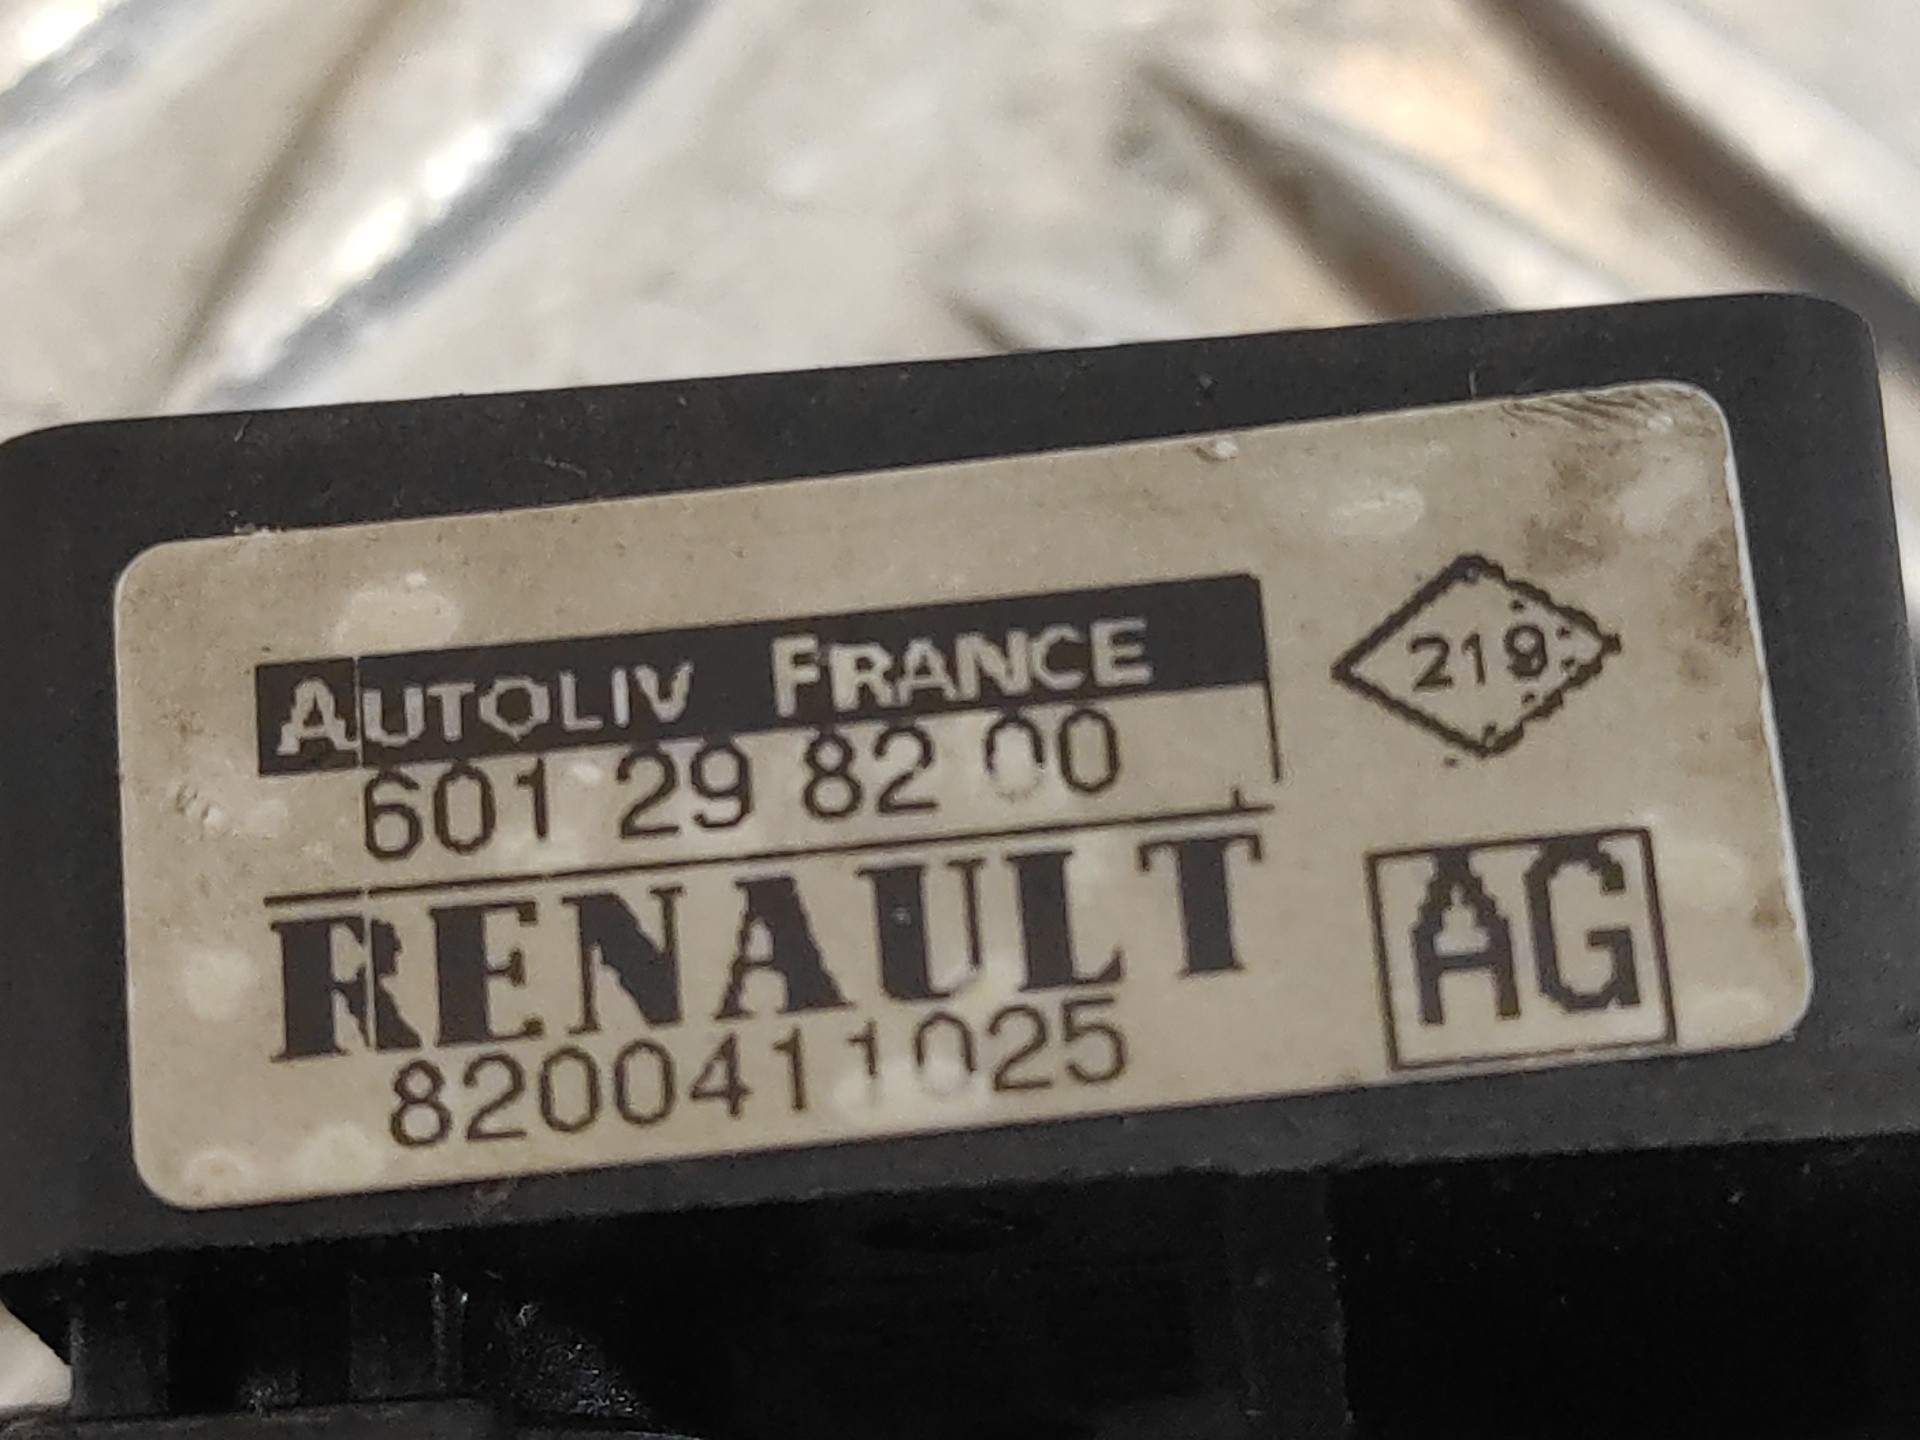 AUTOLIV FRANCE
219
601 29 82 00
RENAULT
AG
8200411025